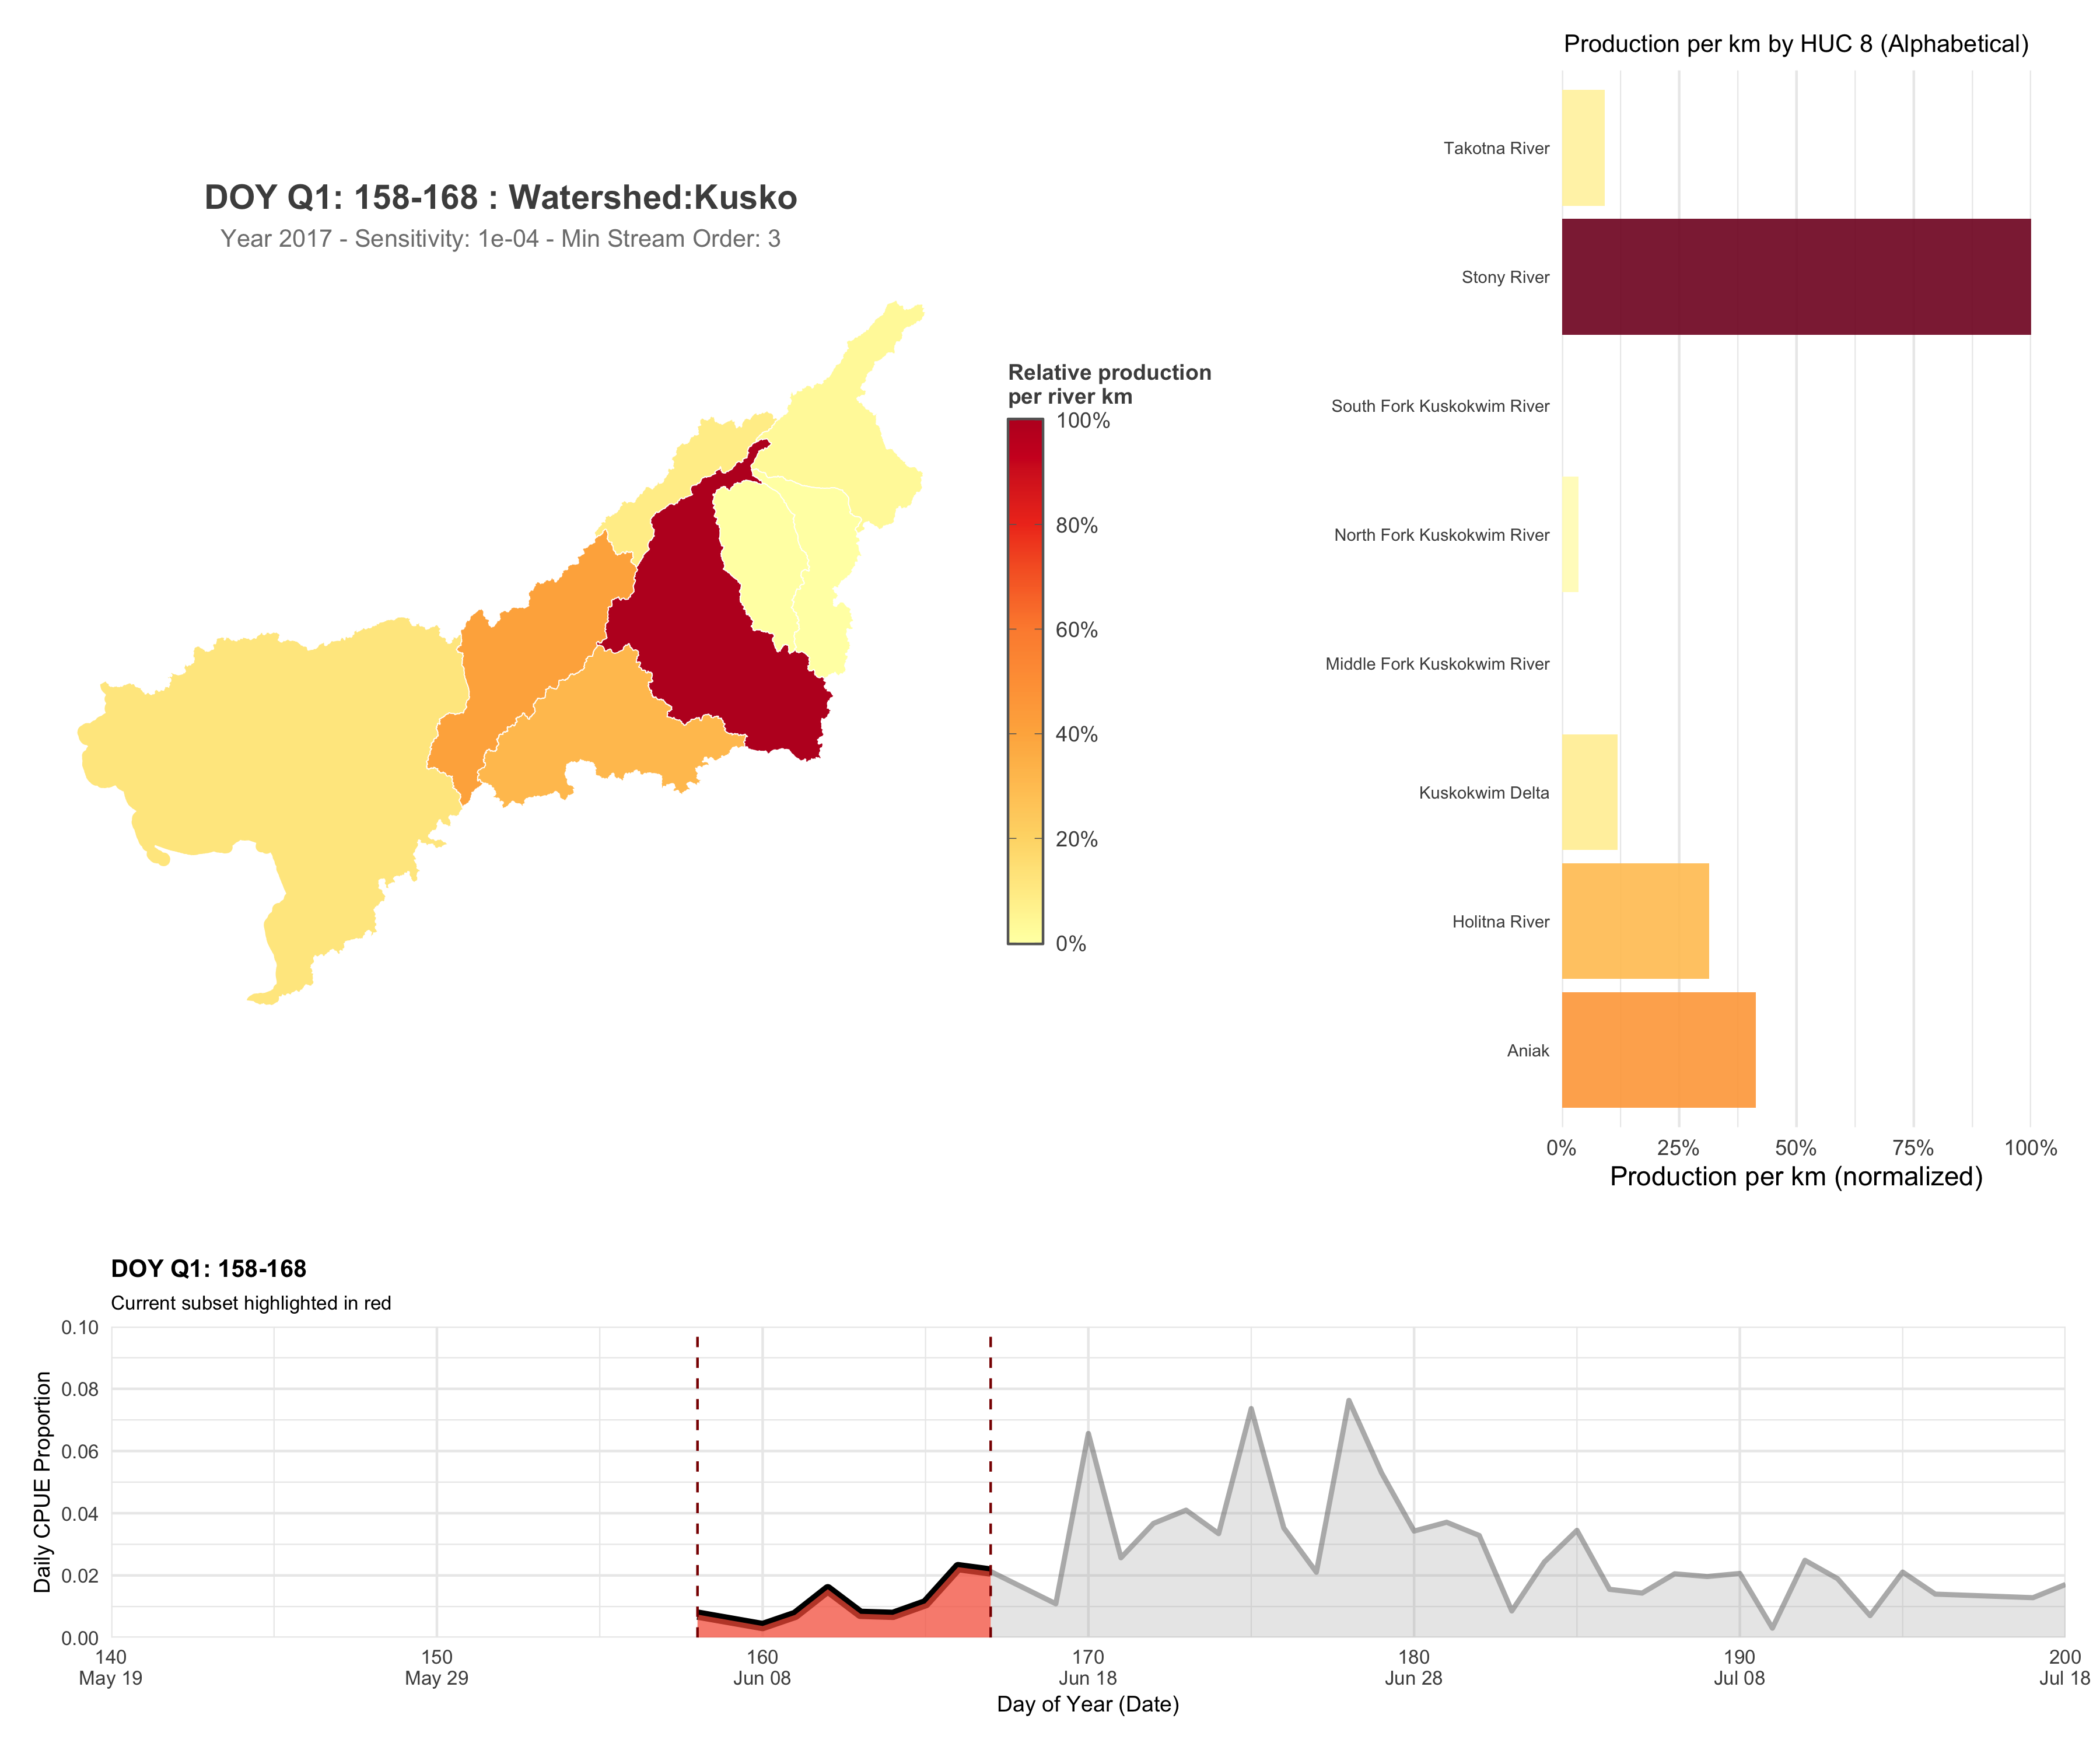 DOY Q1: 158-168 : Watershed:Kusko
Year 2017 - Sensitivity: 1e-04 - Min Stream Order: 3
Relative production
per river km
100%
80%
60%
40%
20%
0%
Production per km by HUC 8 (Alphabetical)
Takotna River
Stony River
South Fork Kuskokwim River
North Fork Kuskokwim River
Middle Fork Kuskokwim River
Kuskokwim Delta
Holitna River
Aniak
0% 25% 50% 75% 100%
Production per km (normalized)
DOY Q1: 158-168
Current subset highlighted in red
Daily CPUE Proportion
0.10
0.08
0.06
0.04
0.02
0.00
140 150 160 170 180 190 200
May 19 May 29 Jun 08 Jun 18 Jun 28 Jul 08 Jul 18
Day of Year (Date)